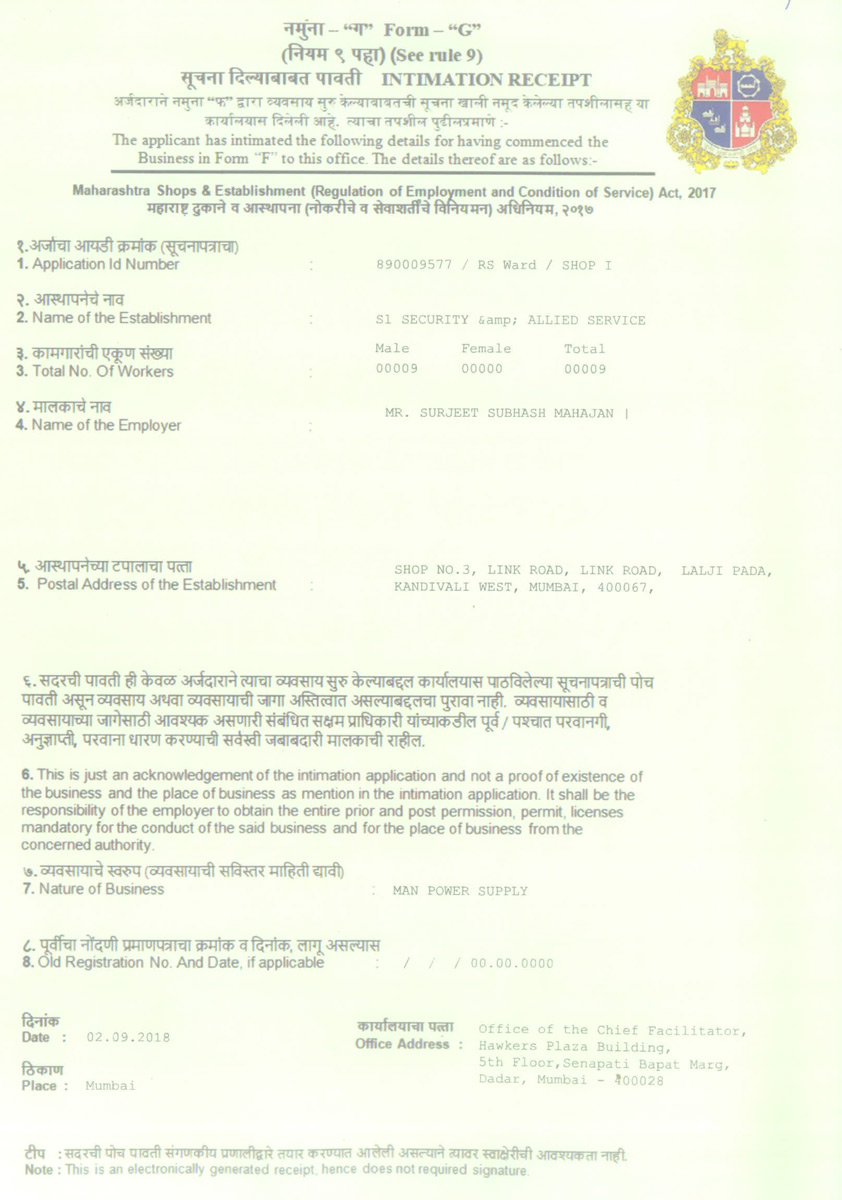 नमुना – “ग” Form – “G”
(नियम ९ पहा) (See rule 9)
सूचना दिल्याबाबत पावती INTIMATION RECEIPT
अर्जदाराने नमुना “फ” द्वारा व्यवसाय सुरु केल्याबाबतची सूचना खाली नमूद केलेल्या तपशीलासह या
कार्यालयास दिलेली आहे. त्याचा तपशील पुढीलप्रमाणे :-
The applicant has intimated the following details for having commenced the
Business in Form “F” to this office. The details thereof are as follows:-
Maharashtra Shops & Establishment (Regulation of Employment and Condition of Service) Act, 2017
महाराष्ट्र दुकाने व आस्थापना (नोकरीचे व सेवाशर्तीचे विनियमन) अधिनियम, २०१७
१.अर्जाचा आयडी क्रमांक (सूचनापत्राचा)
1. Application Id Number : 890009577 / RS Ward / SHOP I
२. आस्थापनेचे नाव
2. Name of the Establishment : S1 SECURITY &amp; ALLIED SERVICE
३. कामगारांची एकूण संख्या Male Female Total
3. Total No. Of Workers : 00009 00000 00009
४. मालकाचे नाव
4. Name of the Employer : MR. SURJEET SUBHASH MAHAJAN |
५. आस्थापनेच्या टपालाचा पत्ता SHOP NO.3, LINK ROAD, LINK ROAD, LALJI PADA,
5. Postal Address of the Establishment : KANDIVALI WEST, MUMBAI, 400067,
६. सदरची पावती ही केवळ अर्जदाराने त्याचा व्यवसाय सुरु केल्याबद्दल कार्यालयास पाठविलेल्या सूचनापत्राची पोच
पावती असून व्यवसाय अथवा व्यवसायाची जागा अस्तित्वात असल्याबद्दलचा पुरावा नाही. व्यवसायासाठी व
व्यवसायाच्या जागेसाठी आवश्यक असणारी संबंधित सक्षम प्राधिकारी यांच्याकडील पूर्व / पश्चात परवानगी,
अनुज्ञाप्ती, परवाना धारण करण्याची सर्वस्वी जबाबदारी मालकाची राहील.
6. This is just an acknowledgement of the intimation application and not a proof of existence of
the business and the place of business as mention in the intimation application. It shall be the
responsibility of the employer to obtain the entire prior and post permission, permit, licenses
mandatory for the conduct of the said business and for the place of business from the
concerned authority.
७. व्यवसायाचे स्वरुप (व्यवसायाची सविस्तर माहिती द्यावी)
7. Nature of Business : MAN POWER SUPPLY
८. पूर्वीचा नोंदणी प्रमाणपत्राचा क्रमांक व दिनांक, लागू असल्यास
8. Old Registration No. And Date, if applicable : / / / 00.00.0000
दिनांक
Date : 02.09.2018
ठिकाण
Place : Mumbai
कार्यालयाचा पत्ता Office of the Chief Facilitator,
Office Address : Hawkers Plaza Building,
5th Floor,Senapati Bapat Marg,
Dadar, Mumbai - 400028
टीप : सदरची पोच पावती संगणकीय प्रणालीद्वारे तयार करण्यात आलेली असल्याने त्यावर स्वाक्षेरीची आवश्यकता नाही.
Note : This is an electronically generated receipt, hence does not required signature.